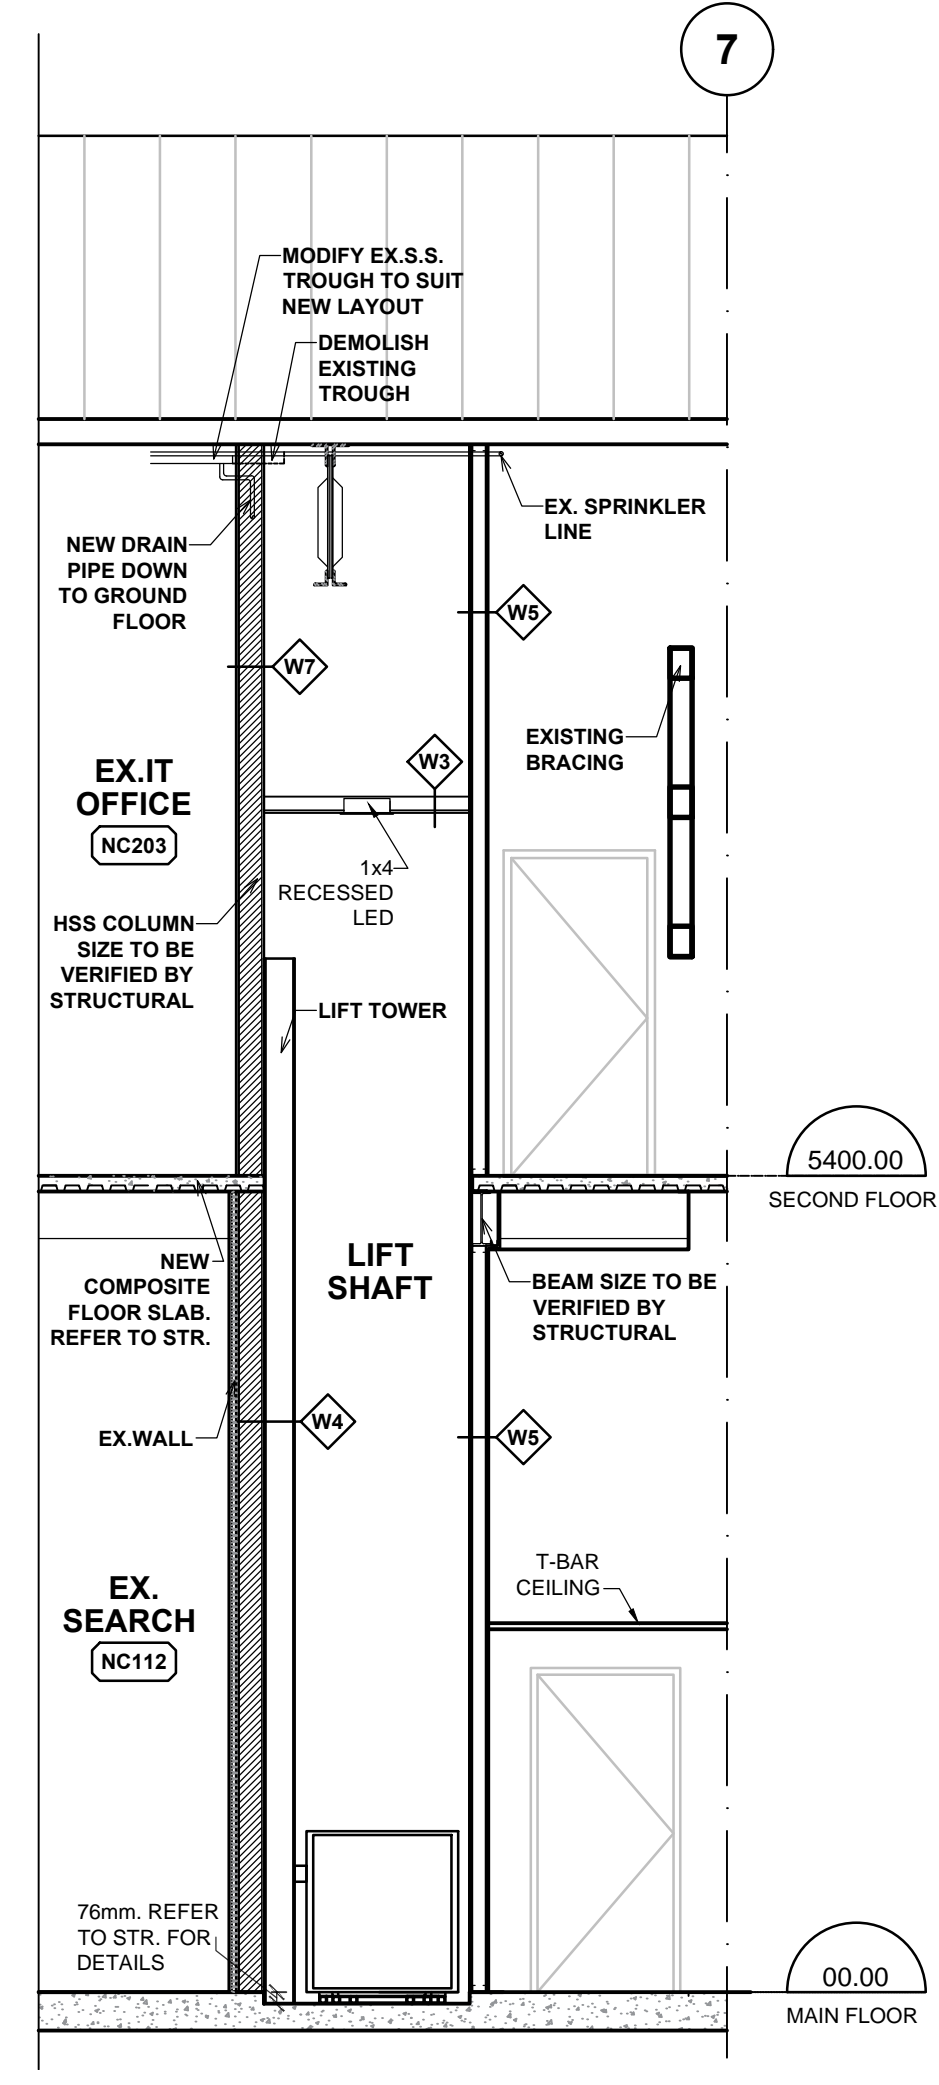 7
MODIFY EX.S.S.
TROUGH TO SUIT
NEW LAYOUT
DEMOLISH
EXISTING
TROUGH
EX. SPRINKLER
LINE
NEW DRAIN
PIPE DOWN
TO GROUND
FLOOR
W5
W7
EXISTING
BRACING
W3
EX.IT
OFFICE
NC203
1x4
RECESSED
LED
HSS COLUMN
SIZE TO BE
VERIFIED BY
STRUCTURAL
LIFT TOWER
5400.00
SECOND FLOOR
LIFT
SHAFT
NEW
COMPOSITE
FLOOR SLAB.
REFER TO STR.
BEAM SIZE TO BE
VERIFIED BY
STRUCTURAL
EX.WALL
W4
W5
T-BAR
CEILING
EX.
SEARCH
NC112
76mm. REFER
TO STR. FOR
DETAILS
00.00
MAIN FLOOR